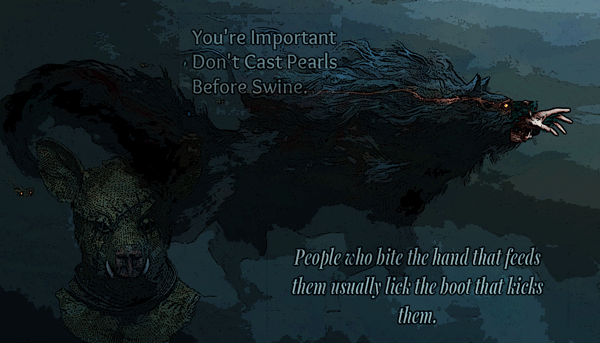 You're Important
Don't Cast Pearls
Before Swine.
People who bite the hand that feeds
them usually lick the boot that kicks
them.